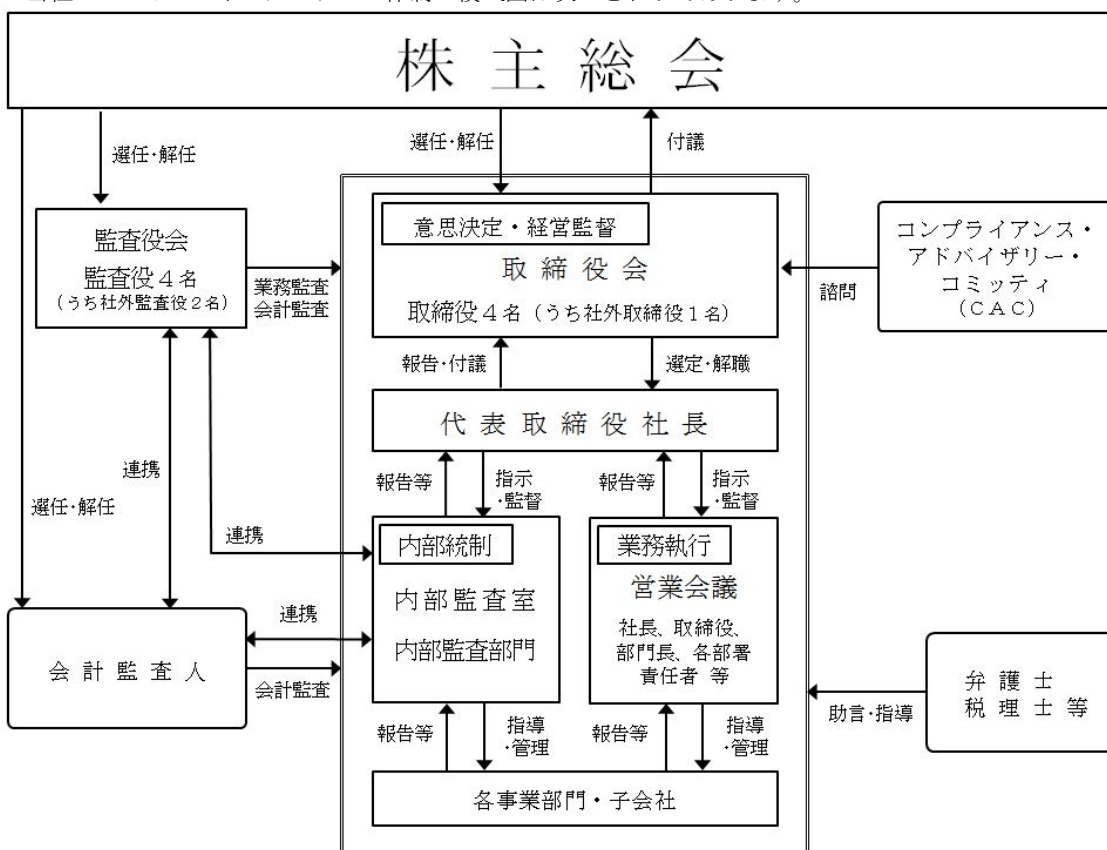 株主総会
選任・解任
選任・解任
付議
監査役会
監査役4名
(うち社外監査役2名)
業務監査
会計監査
意思決定・経営監督
取締役会
取締役4名(うち社外取締役1名)
諮問
コンプライアンス・
アドバイザリー・
コミッティ
(CAC)
報告・付議
選定・解職
代表取締役社長
連携
選任・解任
連携
報告等
指示
・監督
報告等
指示
・監督
内部統制
内部監査室
内部監査部門
業務執行
営業会議
社長、取締役、
部門長、各部署
責任者 等
連携
会計監査人
会計監査
弁護士
税理士等
助言・指導
報告等
指導
・管理
報告等
指導
・管理
各事業部門・子会社